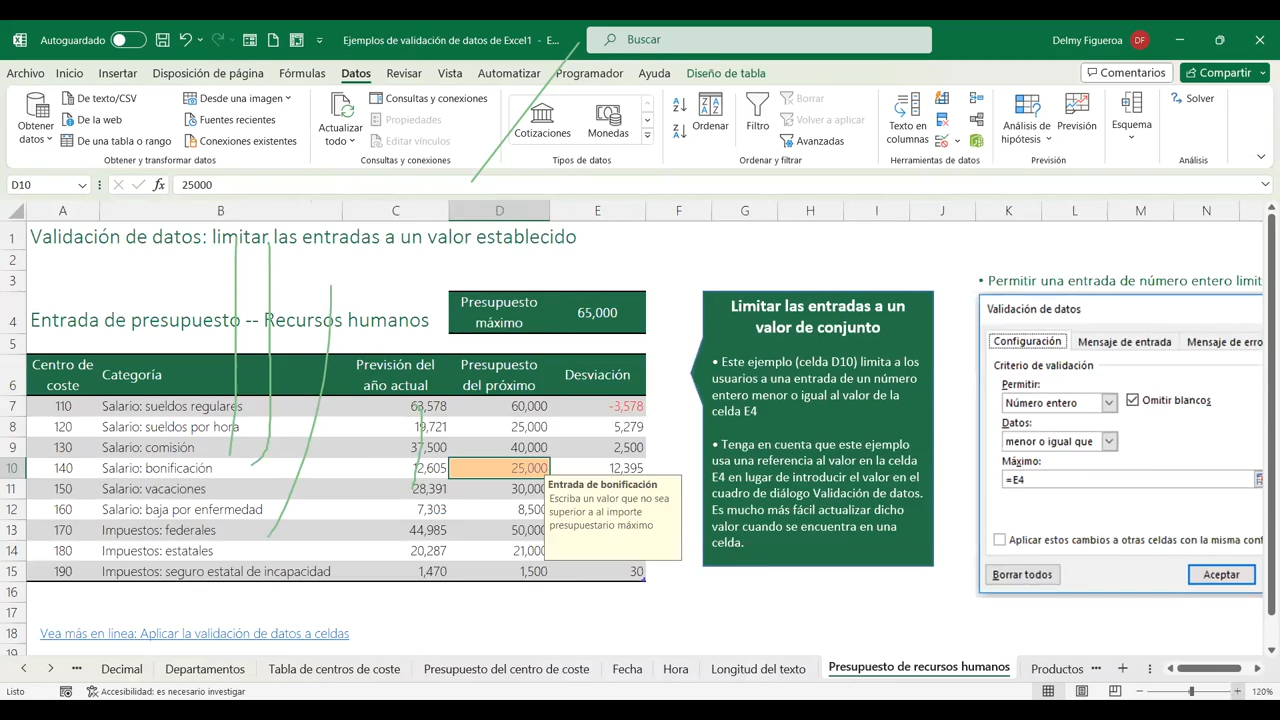 Autoguardado
Ejemplos de validación de datos de Excel1 - E...
Buscar
Delmy Figueroa DF
Archivo Inicio Insertar Disposición de página Fórmulas Datos Revisar Vista Automatizar Programador Ayuda Diseño de tabla
Comentarios Compartir
Obtener datos
De texto/CSV
De la web
De una tabla o rango
Desde una imagen
Fuentes recientes
Conexiones existentes
Obtener y transformar datos
Actualizar todo
Consultas y conexiones
Propiedades
Editar vínculos
Consultas y conexiones
Cotizaciones Monedas
Tipos de datos
Ordenar
Filtro
Borrar
Volver a aplicar
Avanzadas
Ordenar y filtrar
Texto en columnas
Herramientas de datos
Análisis de hipótesis
Previsión
Previsión
Esquema
Solver
Análisis
D10 fx 25000
A B C D E F G H I J K L M N
1 Validación de datos: limitar las entradas a un valor establecido
2
3
4 Entrada de presupuesto -- Recursos humanos
Presupuesto máximo 65,000
5
6 Centro de coste Categoría Previsión del año actual Presupuesto del próximo Desviación
7 110 Salario: sueldos regulares 63,578 60,000 -3,578
8 120 Salario: sueldos por hora 19,721 25,000 5,279
9 130 Salario: comisión 37,500 40,000 2,500
10 140 Salario: bonificación 12,605 25,000 12,395
11 150 Salario: vacaciones 28,391 30,000
12 160 Salario: baja por enfermedad 7,303 8,500
13 170 Impuestos: federales 44,985 50,000
14 180 Impuestos: estatales 20,287 21,000
15 190 Impuestos: seguro estatal de incapacidad 1,470 1,500 30
16
17
18 Vea más en línea: Aplicar la validación de datos a celdas
19
Entrada de bonificación
Escriba un valor que no sea
superior a al importe
presupuestario máximo
Limitar las entradas a un
valor de conjunto
• Este ejemplo (celda D10) limita a los
usuarios a una entrada de un número
entero menor o igual al valor de la
celda E4
• Tenga en cuenta que este ejemplo
usa una referencia al valor en la celda
E4 en lugar de introducir el valor en el
cuadro de diálogo Validación de datos.
Es mucho más fácil actualizar dicho
valor cuando se encuentra en una
celda.
• Permitir una entrada de número entero limit
Validación de datos
Configuración Mensaje de entrada Mensaje de erro
Criterio de validación
Permitir:
Número entero Omitir blancos
Datos:
menor o igual que
Máximo:
=E4
Aplicar estos cambios a otras celdas con la misma conf
Borrar todos Aceptar
Decimal Departamentos Tabla de centros de coste Presupuesto del centro de coste Fecha Hora Longitud del texto Presupuesto de recursos humanos Productos
Listo Accesibilidad: es necesario investigar 120%